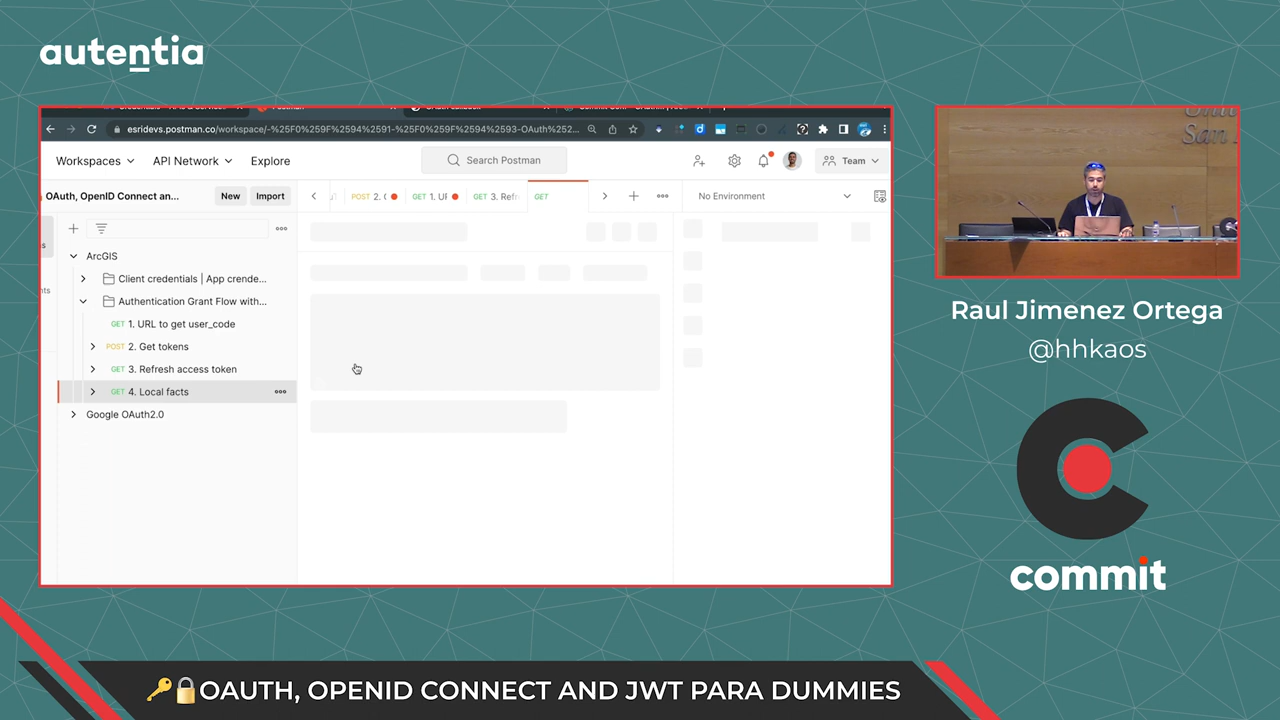 autentia
esridevs.postman.co/workspace/-%25F0%259F%2594%2591-%25F0%259F%2594%2593-OAuth%252...
Workspaces
API Network
Explore
Search Postman
Team
OAuth, OpenID Connect an...
New
Import
POST 2. (
GET 1. UF
GET 3. Ref
GET
No Environment
ArcGIS
Client credentials | App crende...
Authentication Grant Flow with...
GET 1. URL to get user_code
POST 2. Get tokens
GET 3. Refresh access token
GET 4. Local facts
Google OAuth2.0
Raul Jimenez Ortega
@hhkaos
commit
🔑🔒OAUTH, OPENID CONNECT AND JWT PARA DUMMIES